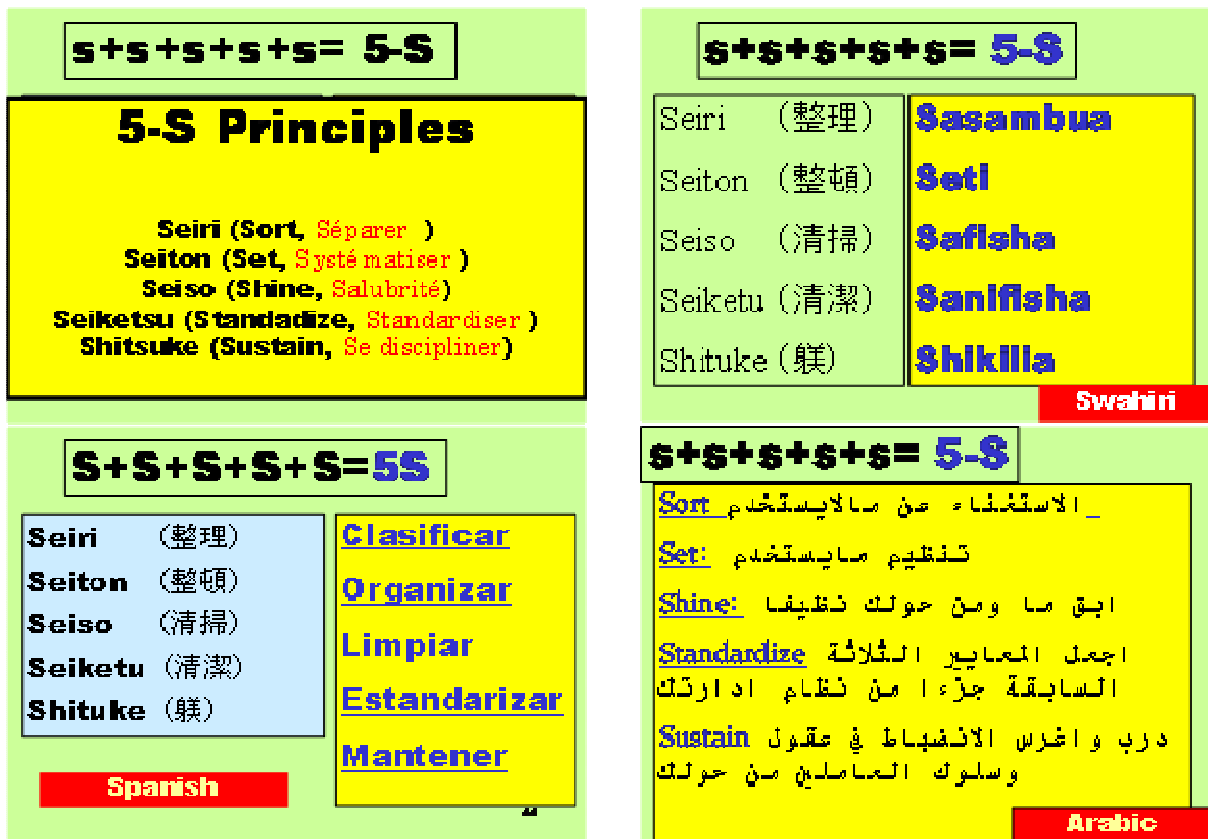 s+s+s+s+s= 5-S
5-S Principles
Seiri (Sort, Séparer )
Seiton (Set, Systé matiser )
Seiso (Shine, Salubrité)
Seiketsu (Standadize, Standardiser )
Shitsuke (Sustain, Se discipliner)
s+s+s+s+s= 5-S
Seiri (整理) Sasambua
Seiton (整頓) Seti
Seiso (清掃) Safisha
Seiketu (清潔) Sanifisha
Shituke (躾) Shikilia
Swahiri
S+S+S+S+S=5S
Seiri (整理) Clasificar
Seiton (整頓) Organizar
Seiso (清掃) Limpiar
Seiketu (清潔) Estandarizar
Shituke (躾) Mantener
Spanish
s+s+s+s+s= 5-S
Sort الاستغناء عن مالايستخدم
Set: تنظيم مايستخدم
Shine: ابق ما ومن حولك نظيفا
Standardize اجعل المعايير الثلاثة
السابقة جزءا من نظام ادارتك
Sustain درب واغرس الانضباط في عقول
وسلوك العاملين من حولك
Arabic